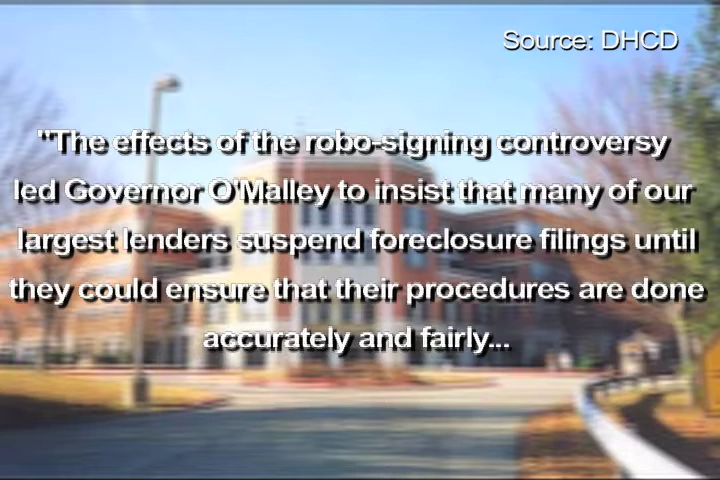 Source: DHCD
"The effects of the robo-signing controversy
led Governor O'Malley to insist that many of our
largest lenders suspend foreclosure filings until
they could ensure that their procedures are done
accurately and fairly...